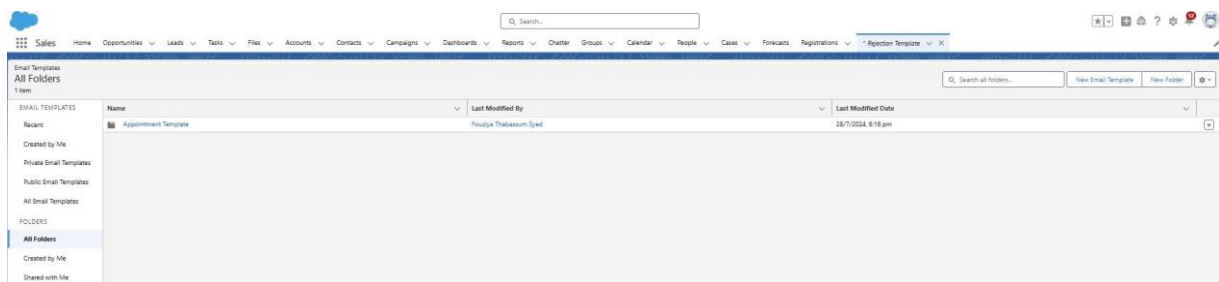 Search...
12
Sales Home Opportunities Leads Tasks Files Accounts Contacts Campaigns Dashboards Reports Chatter Groups Calendar People Cases Forecasts Registrations * Rejection Template
Email Templates
All Folders
1 item
Search all folders...
New Email Template New Folder
EMAIL TEMPLATES
Name Last Modified By Last Modified Date
Recent
Appointment Template Fouziya Thabassum Syed 28/7/2024, 6:16 pm
Created by Me
Private Email Templates
Public Email Templates
All Email Templates
FOLDERS
All Folders
Created by Me
Shared with Me